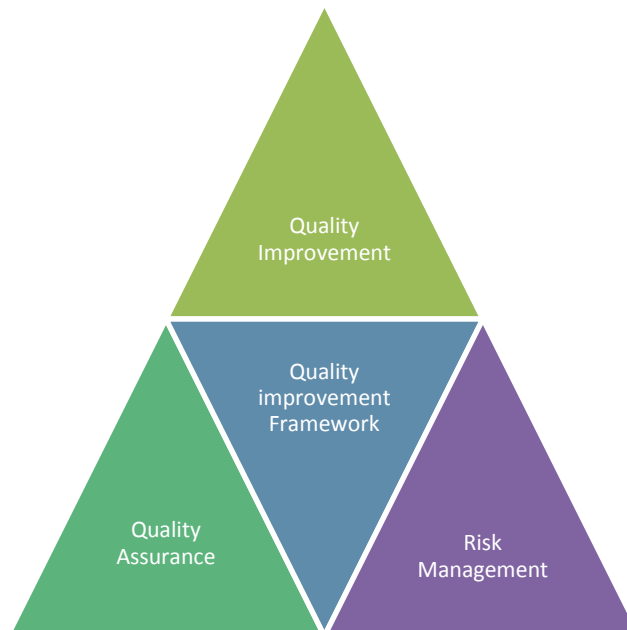 Quality
Improvement
Quality
improvement
Framework
Quality
Assurance
Risk
Management